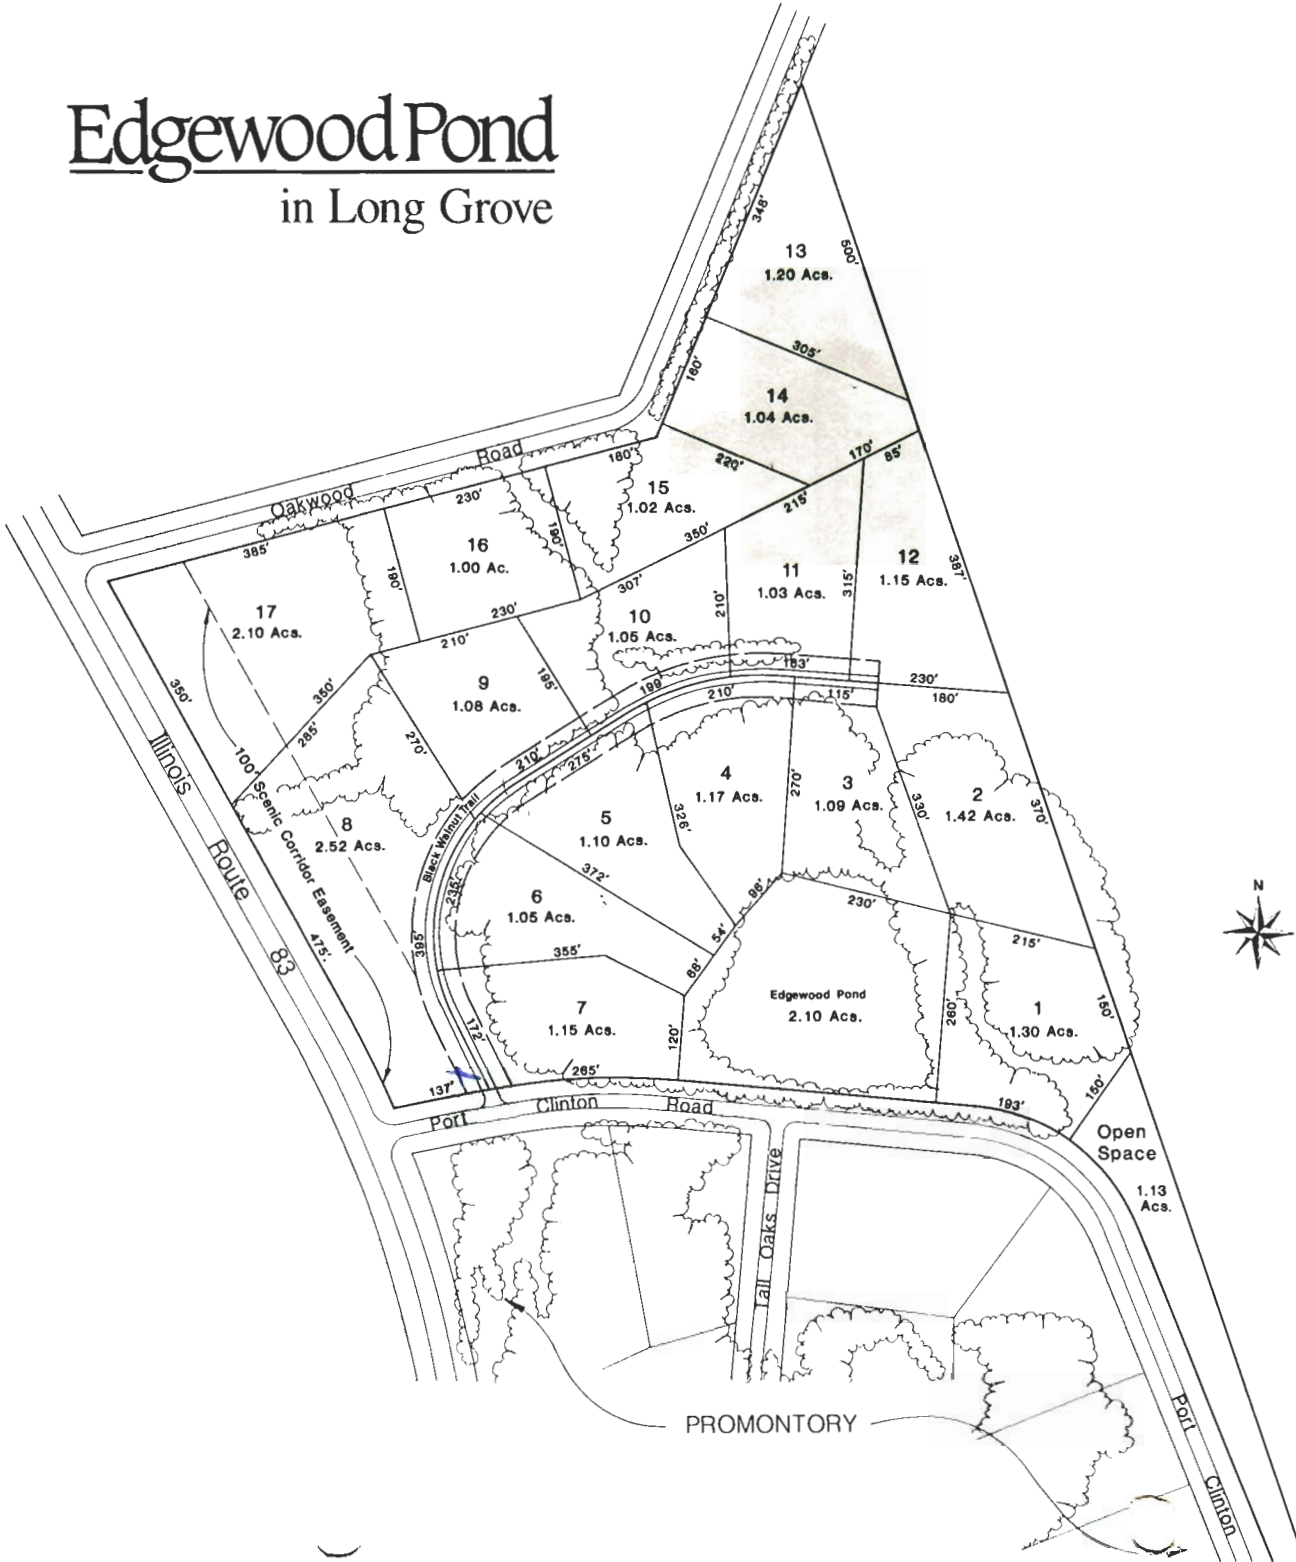 Edgewood Pond
in Long Grove
348'
500'
13
1.20 Acs.
305'
160'
14
1.04 Acs.
220'
170'
85'
Oakwood Road
180'
230'
385'
15
1.02 Acs.
215'
350'
190'
16
1.00 Ac.
190'
307'
230'
210'
12
1.15 Acs.
387'
11
1.03 Acs.
315'
210'
10
1.05 Acs.
17
2.10 Acs.
350'
350'
285'
9
1.08 Acs.
195'
270'
183'
199'
210'
115'
230'
180'
210'
275'
Illinois Route 83
100' Scenic Corridor Easement
475'
8
2.52 Acs.
Black Walnut Trail
235'
395'
4
1.17 Acs.
270'
3
1.09 Acs.
330'
2
1.42 Acs.
370'
5
1.10 Acs.
326'
372'
96'
230'
6
1.05 Acs.
54'
215'
355'
68'
N
Edgewood Pond
2.10 Acs.
7
1.15 Acs.
172'
120'
260'
1
1.30 Acs.
150'
265'
137'
193'
150'
Port Clinton Road
Open
Space
1.13
Acs.
Tall Oaks Drive
PROMONTORY
Port Clinton